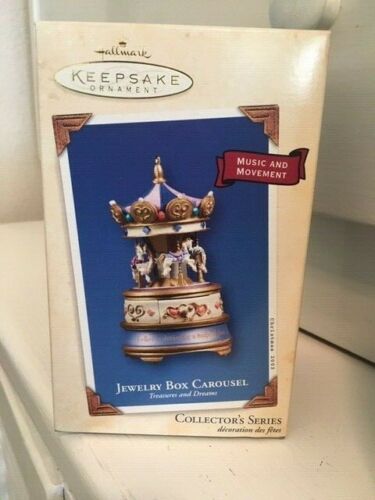 Hallmark
KEEPSAKE
ORNAMENT
MUSIC AND
MOVEMENT
JEWELRY BOX CAROUSEL
Treasures and Dreams
COLLECTOR'S SERIES
décoration des fêtes